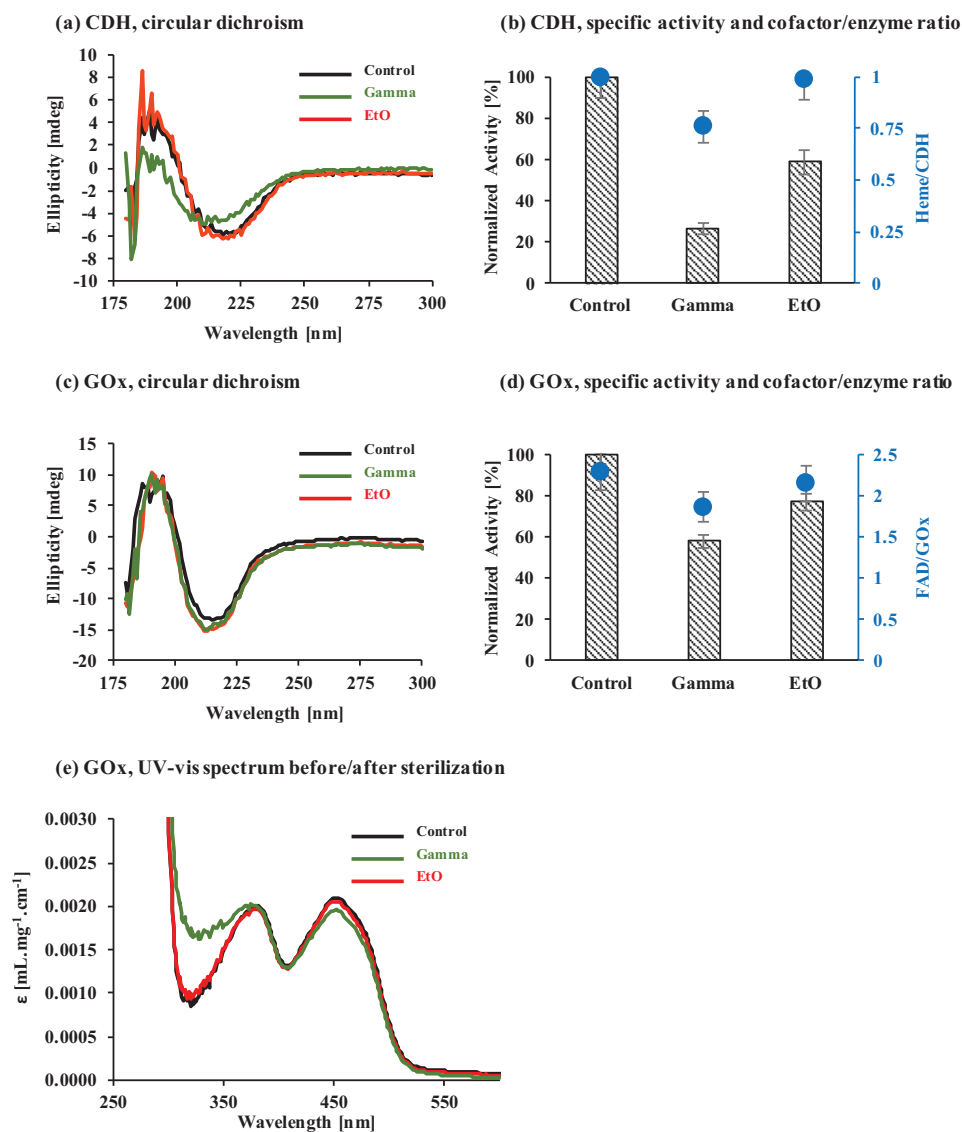 (a) CDH, circular dichroism
10
8
6
4
2
0
-2
-4
-6
-8
-10
Ellipticity [mdeg]
Control
Gamma
EtO
175 200 225 250 275 300
Wavelength [nm]
(b) CDH, specific activity and cofactor/enzyme ratio
100
80
60
40
20
0
Normalized Activity [%]
1
0.75
0.5
0.25
0
Heme/CDH
Control Gamma EtO
(c) GOx, circular dichroism
15
10
5
0
-5
-10
-15
-20
Ellipticity [mdeg]
Control
Gamma
EtO
175 200 225 250 275 300
Wavelength [nm]
(d) GOx, specific activity and cofactor/enzyme ratio
100
80
60
40
20
0
Normalized Activity [%]
2.5
2
1.5
1
0.5
0
FAD/GOx
Control Gamma EtO
(e) GOx, UV-vis spectrum before/after sterilization
0.0030
0.0025
0.0020
0.0015
0.0010
0.0005
0.0000
ε [mL.mg⁻¹.cm⁻¹]
Control
Gamma
EtO
250 350 450 550
Wavelength [nm]